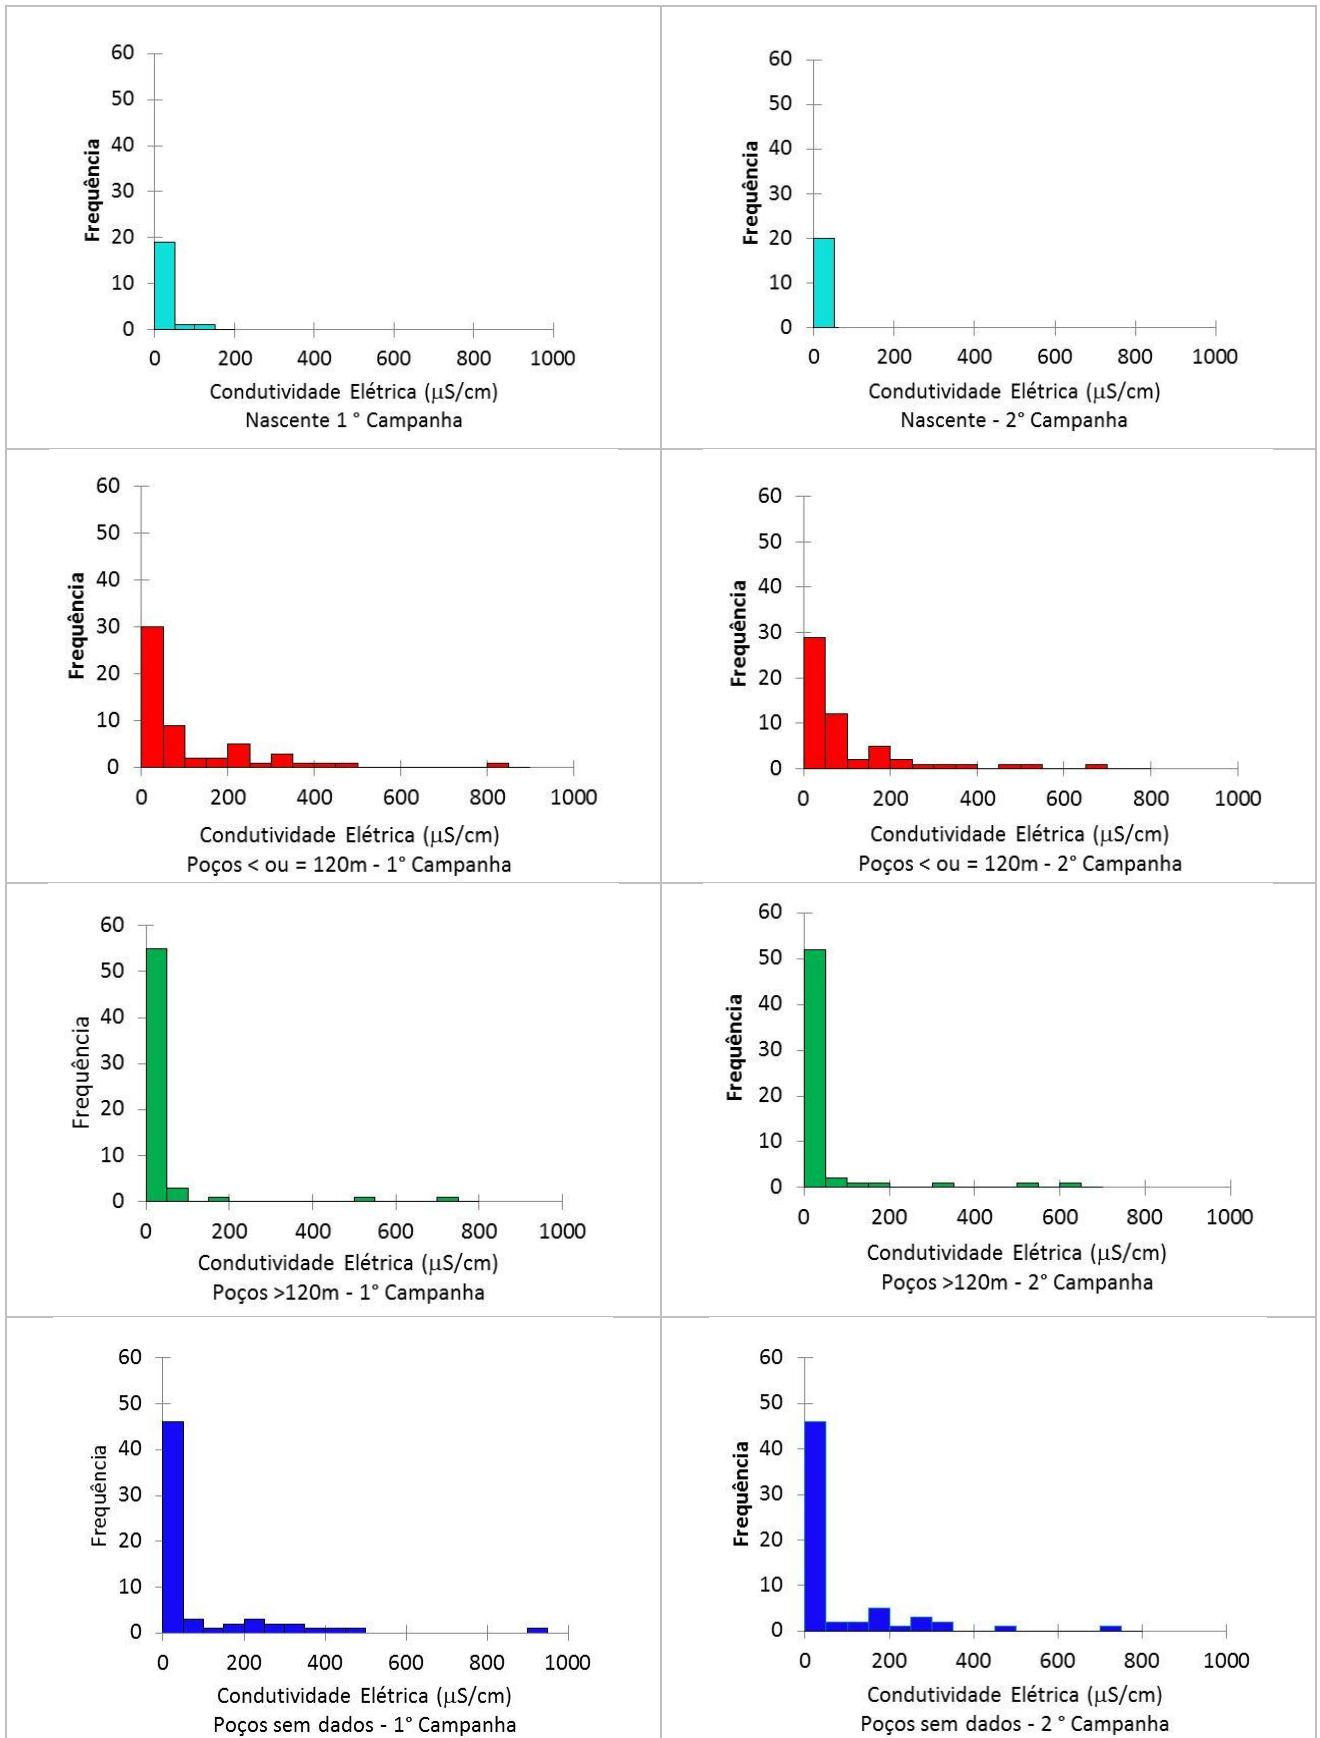 60
50
40
30
20
10
0
Frequência
0 200 400 600 800 1000
Condutividade Elétrica (μS/cm)
Nascente 1 ° Campanha
60
50
40
30
20
10
0
Frequência
0 200 400 600 800 1000
Condutividade Elétrica (μS/cm)
Nascente - 2° Campanha
60
50
40
30
20
10
0
Frequência
0 200 400 600 800 1000
Condutividade Elétrica (μS/cm)
Poços < ou = 120m - 1° Campanha
60
50
40
30
20
10
0
Frequência
0 200 400 600 800 1000
Condutividade Elétrica (μS/cm)
Poços < ou = 120m - 2° Campanha
60
50
40
30
20
10
0
Frequência
0 200 400 600 800 1000
Condutividade Elétrica (μS/cm)
Poços >120m - 1° Campanha
60
50
40
30
20
10
0
Frequência
0 200 400 600 800 1000
Condutividade Elétrica (μS/cm)
Poços >120m - 2° Campanha
60
50
40
30
20
10
0
Frequência
0 200 400 600 800 1000
Condutividade Elétrica (μS/cm)
Poços sem dados - 1° Campanha
60
50
40
30
20
10
0
Frequência
0 200 400 600 800 1000
Condutividade Elétrica (μS/cm)
Poços sem dados - 2 ° Campanha